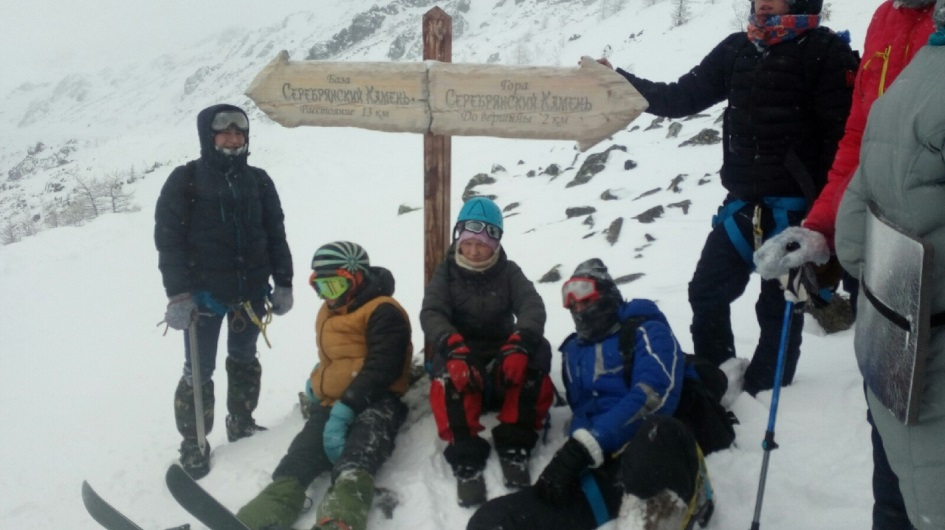 База
Серебрянский Камень
Расстояние 13 км
Гора
Серебрянский Камень
До вершины 2 км